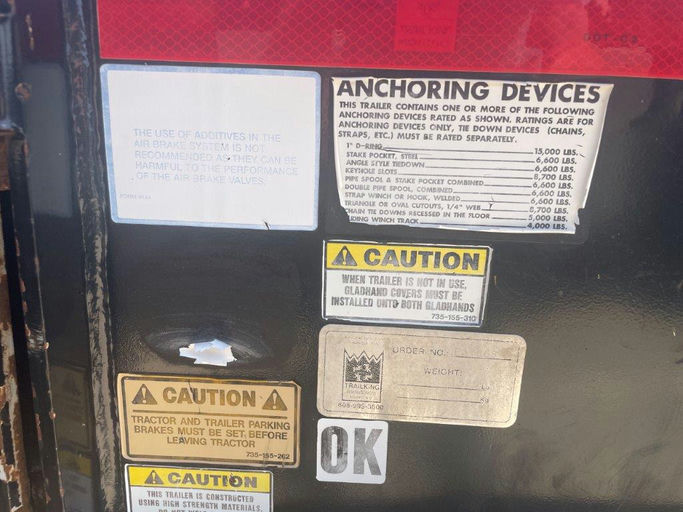 DOT-C2
THE USE OF ADDITIVES IN THE
AIR BRAKE SYSTEM IS NOT
RECOMMENDED AS THEY CAN BE
HARMFUL TO THE PERFORMANCE
OF THE AIR BRAKE VALVES.
ANCHORING DEVICES
THIS TRAILER CONTAINS ONE OR MORE OF THE FOLLOWING
ANCHORING DEVICES RATED AS SHOWN. RATINGS ARE FOR
ANCHORING DEVICES ONLY, TIE DOWN DEVICES (CHAINS,
STRAPS, ETC.) MUST BE RATED SEPARATELY.
1" D-RING 15,000 LBS.
STAKE POCKET, STEEL 6,600 LBS.
ANGLE STYLE TIEDOWN 6,600 LBS.
KEYHOLE SLOTS 8,700 LBS.
PIPE SPOOL & STAKE POCKET COMBINED 6,600 LBS.
DOUBLE PIPE SPOOL, COMBINED 6,600 LBS.
STRAP WINCH OR HOOK, WELDED 6,600 LBS.
TRIANGLE OR OVAL CUTOUTS, 1/4" WEB 8,700 LBS.
CHAIN TIE DOWNS RECESSED IN THE FLOOR 5,000 LBS.
WINCH TRACK 4,000 LBS.
CAUTION
WHEN TRAILER IS NOT IN USE,
GLADHAND COVERS MUST BE
INSTALLED ONTO BOTH GLADHANDS
735-155-310
ORDER NO.
WEIGHT:
TRAIL KING
CAUTION
TRACTOR AND TRAILER PARKING
BRAKES MUST BE SET BEFORE
LEAVING TRACTOR
735-155-262
OK
CAUTION
THIS TRAILER IS CONSTRUCTED
USING HIGH STRENGTH MATERIALS.